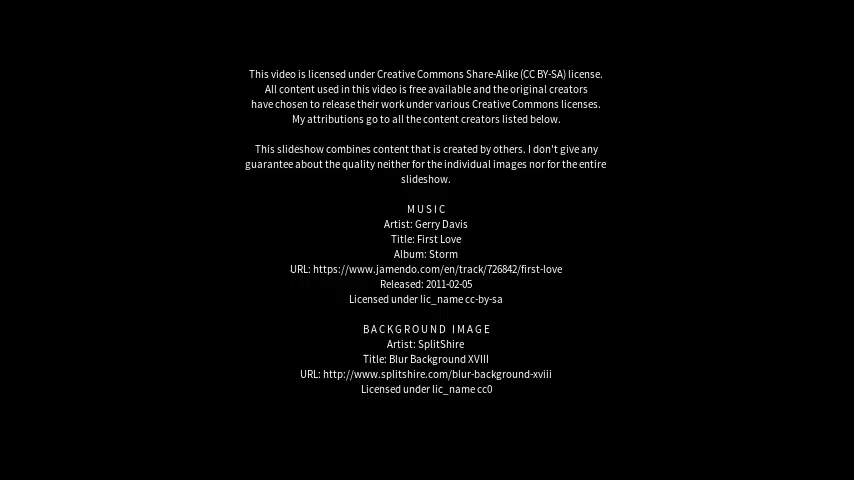 This video is licensed under Creative Commons Share-Alike (CC BY-SA) license.
All content used in this video is free available and the original creators
have chosen to release their work under various Creative Commons licenses.
My attributions go to all the content creators listed below.
This slideshow combines content that is created by others. I don't give any
guarantee about the quality neither for the individual images nor for the entire
slideshow.
MUSIC
Artist: Gerry Davis
Title: First Love
Album: Storm
URL: https://www.jamendo.com/en/track/726842/first-love
Released: 2011-02-05
Licensed under lic_name cc-by-sa
BACKGROUND IMAGE
Artist: SplitShire
Title: Blur Background XVIII
URL: http://www.splitshire.com/blur-background-xviii
Licensed under lic_name cc0